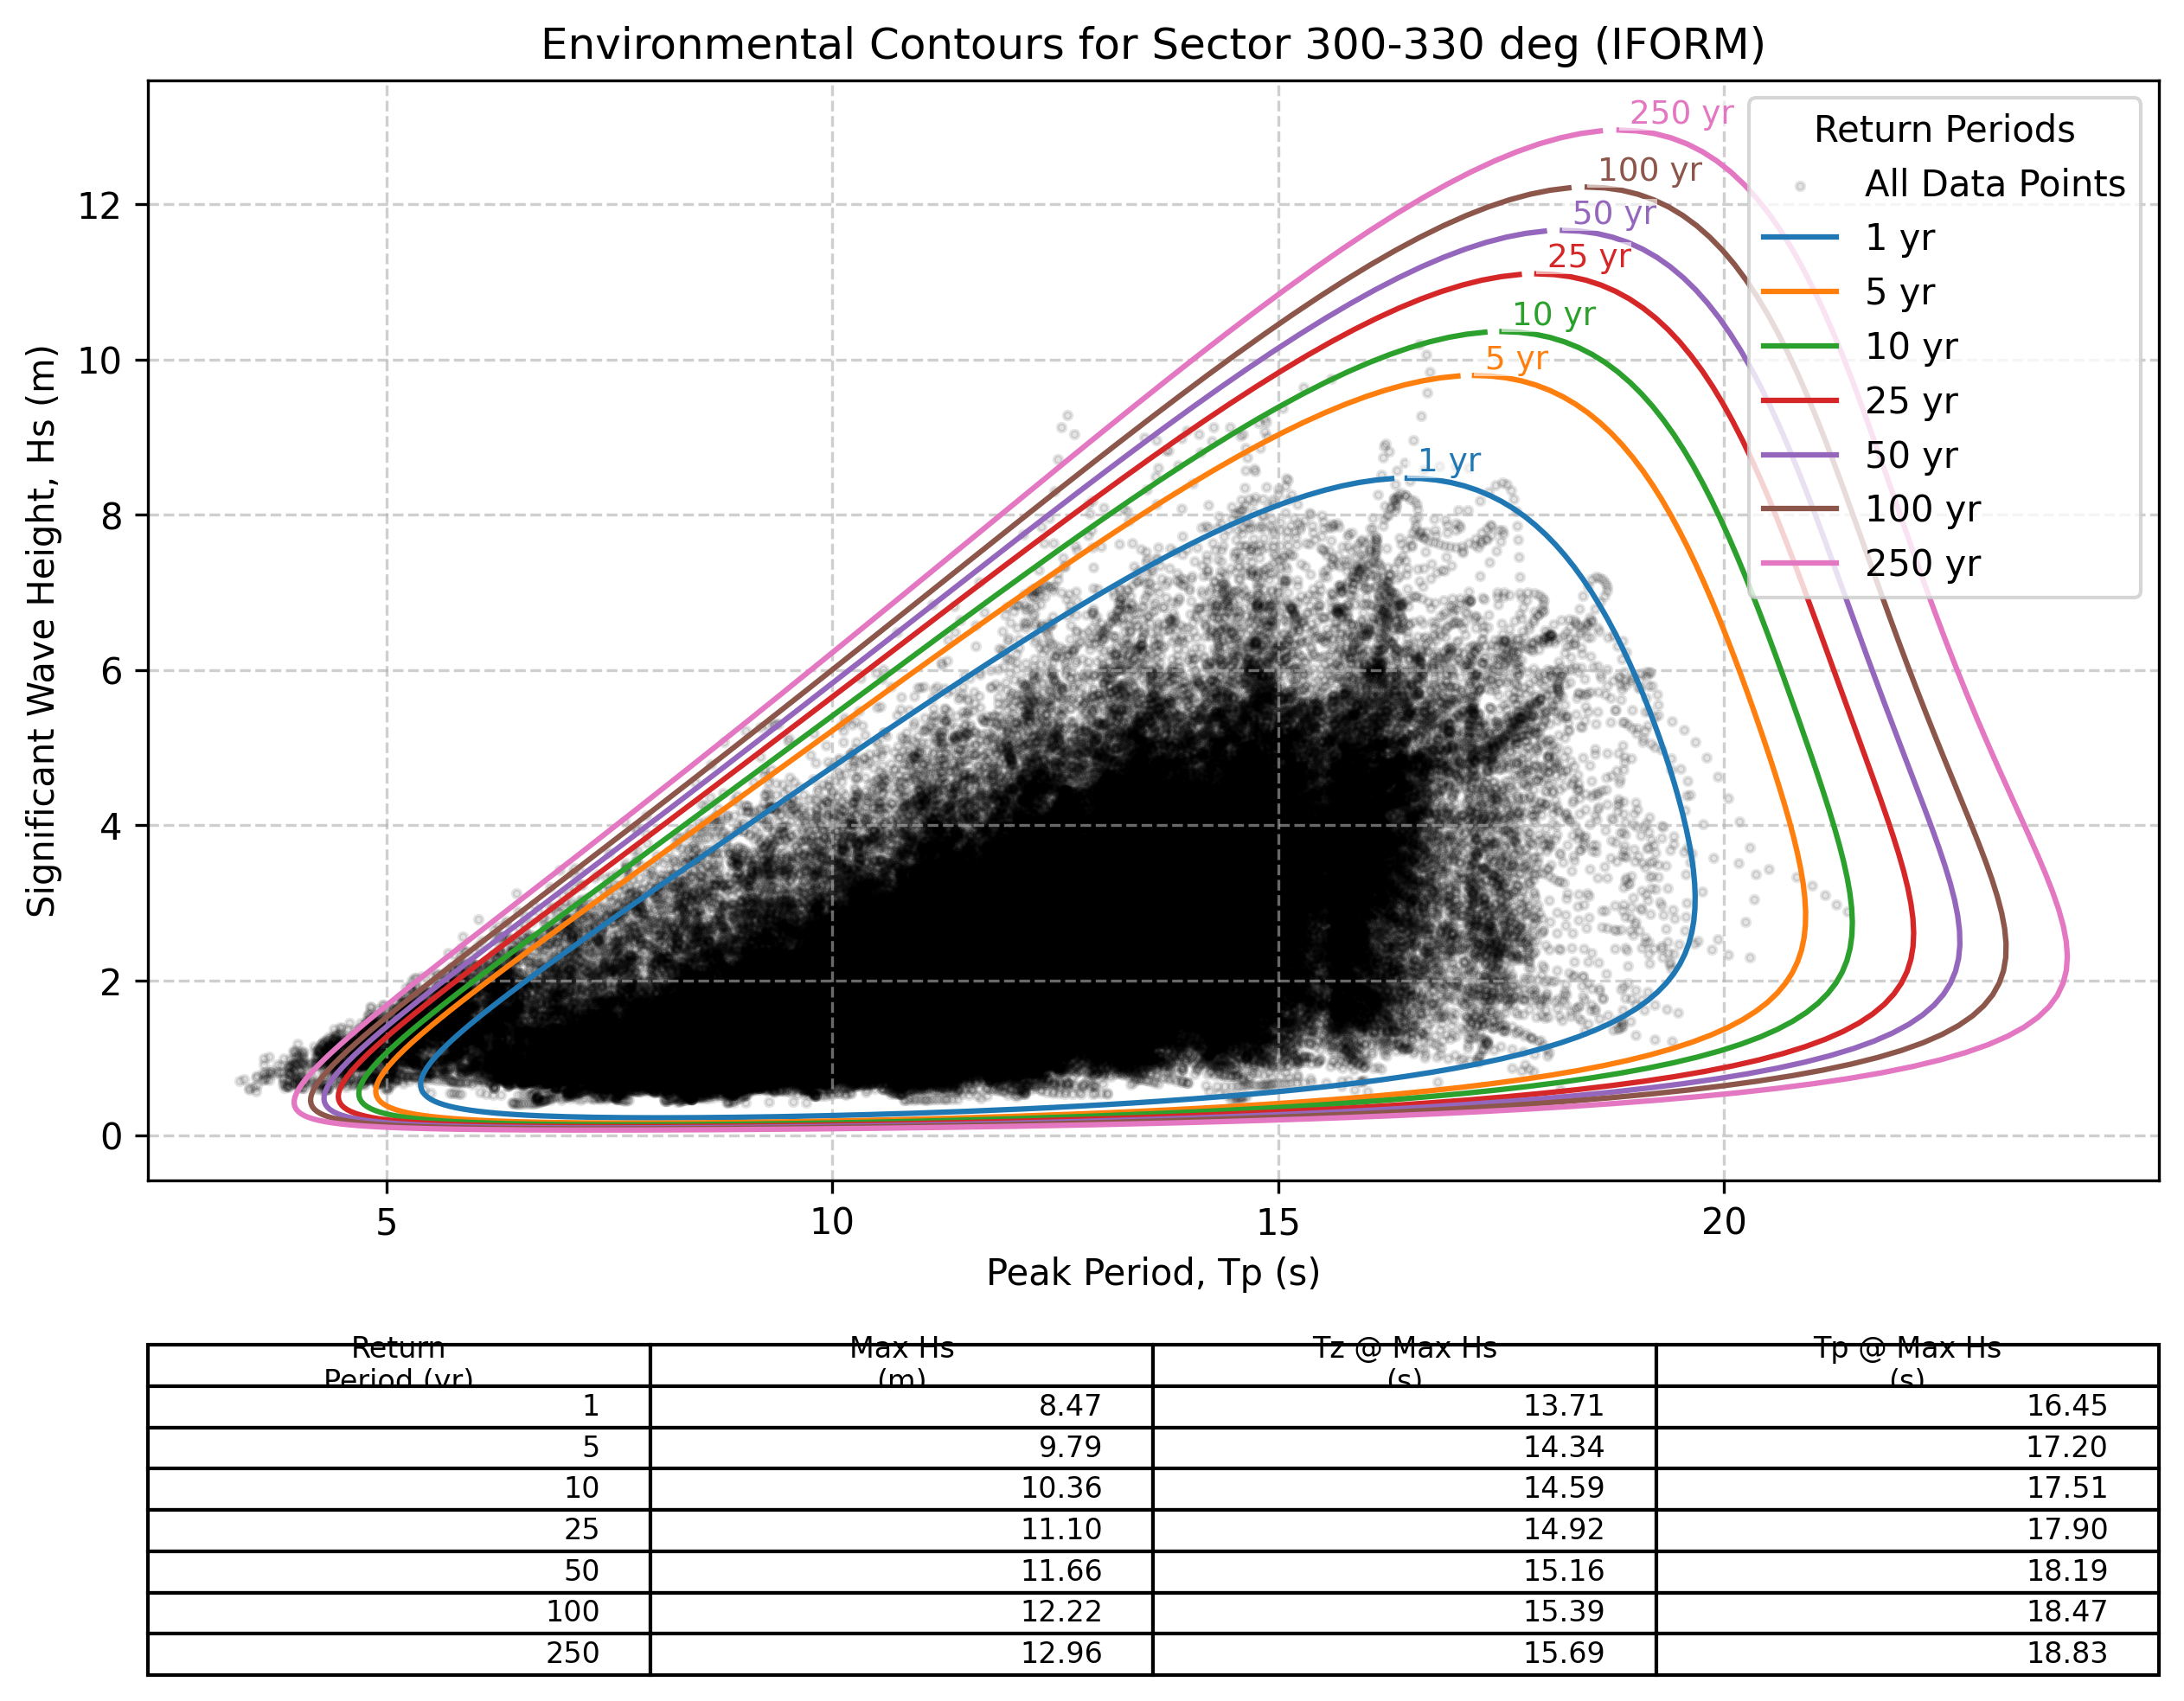 Environmental Contours for Sector 300-330 deg (IFORM)
250 yr
100 yr
50 yr
25 yr
10 yr
5 yr
1 yr
Return Periods
All Data Points
1 yr
5 yr
10 yr
25 yr
50 yr
100 yr
250 yr
Significant Wave Height, Hs (m)
12
10
8
6
4
2
0
5 10 15 20
Peak Period, Tp (s)
Return Period (yr) Max Hs (m) Tz @ Max Hs (s) Tp @ Max Hs (s)
1 8.47 13.71 16.45
5 9.79 14.34 17.20
10 10.36 14.59 17.51
25 11.10 14.92 17.90
50 11.66 15.16 18.19
100 12.22 15.39 18.47
250 12.96 15.69 18.83